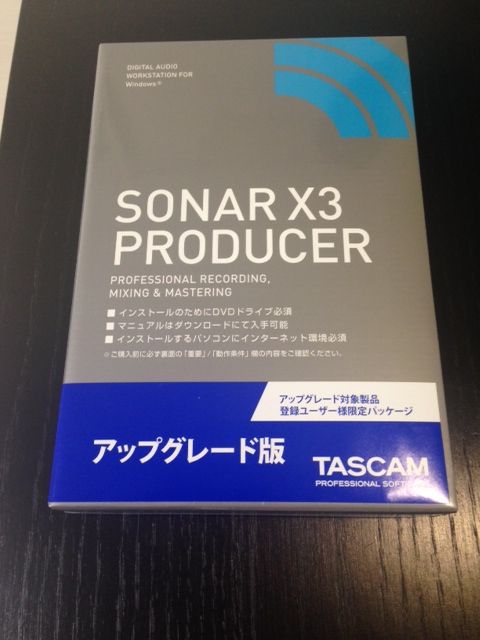 DIGITAL AUDIO
WORKSTATION FOR
Windows®
SONAR X3
PRODUCER
PROFESSIONAL RECORDING,
MIXING & MASTERING
■ インストールのためにDVDドライブ必須
■ マニュアルはダウンロードにて入手可能
■ インストールするパソコンにインターネット環境必須
※ご購入前に必ず裏面の「重要」/「動作条件」欄の内容をご確認ください。
アップグレード対象製品
登録ユーザー様限定パッケージ
アップグレード版
TASCAM
PROFESSIONAL SOFTWARE